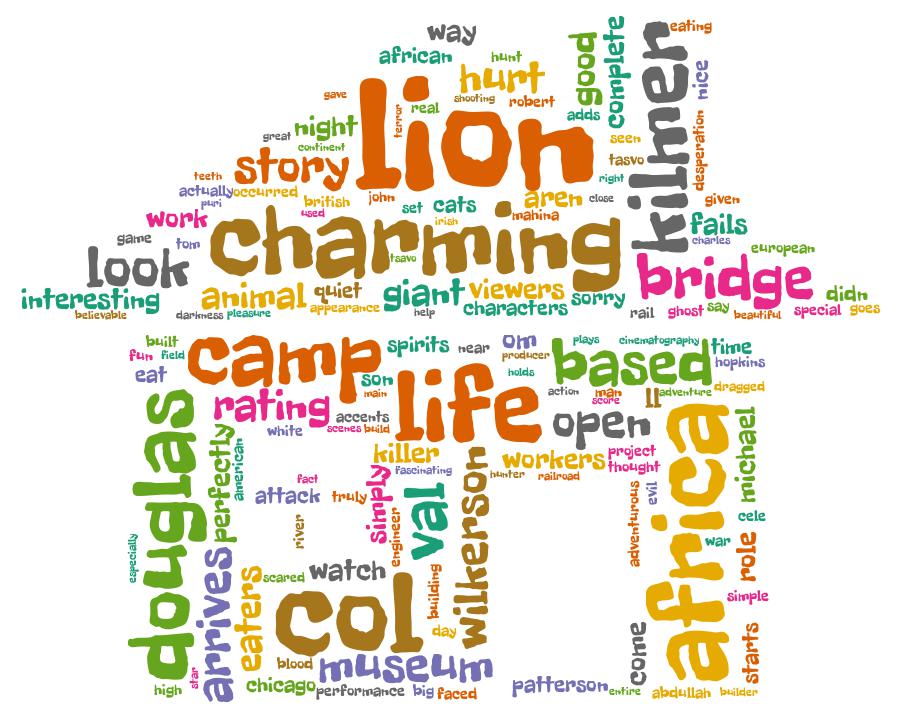 way
eating
african
hunt
good
complete
kilmer
nice
hurt
gave
shooting
robert
lion
terror
real
adds
great
night
continent
seen
desperation
story
tasvo
teeth
right
actually
occurred
puri
british
john
used
set
cats
irish
aren
mahina
close
given
work
charming
fails
game
tom
charles
look
tsavo
european
bridge
interesting
animal
quiet
giant
viewers
sorry
didn
believable
darkness
pleasure
appearance
help
characters
rail
ghost
say
beautiful
special
goes
built
camp
spirits
near
om
plays
cinematography
time
fun
field
producer
based
hopkins
eat
son
main
life
holds
action
man
score
ll
adventure
dragged
douglas
rating
accents
white
scenes
build
open
africa
michael
perfectly
american
killer
wilkerson
workers
project
thought
fascinating
hunter
railroad
fact
simply
attack
truly
val
adventurous
evil
cele
river
engineer
especially
war
role
arrives
eaters
scared
watch
building
simple
col
day
come
starts
blood
museum
star
high
chicago
performance
big
faced
patterson
entire
abdullah
builder